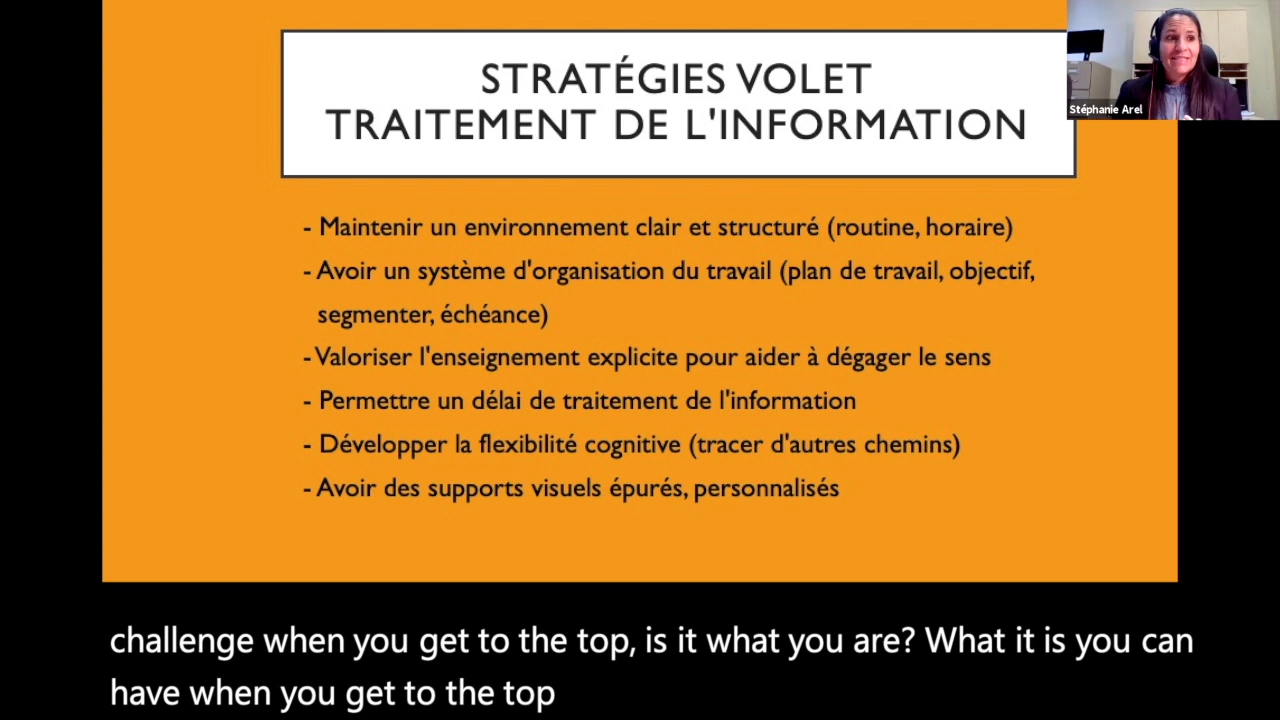 STRATÉGIES VOLET
TRAITEMENT DE L'INFORMATION
Stéphanie Arel
- Maintenir un environnement clair et structuré (routine, horaire)
- Avoir un système d'organisation du travail (plan de travail, objectif,
segmenter, échéance)
- Valoriser l'enseignement explicite pour aider à dégager le sens
- Permettre un délai de traitement de l'information
- Développer la flexibilité cognitive (tracer d'autres chemins)
- Avoir des supports visuels épurés, personnalisés
challenge when you get to the top, is it what you are? What it is you can
have when you get to the top